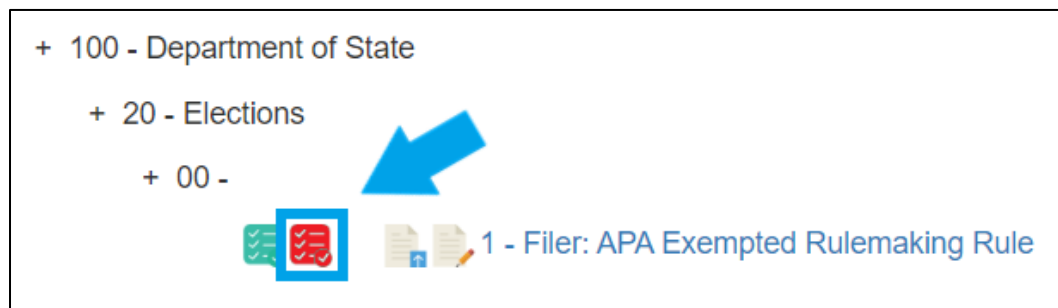 + 100 - Department of State
+ 20 - Elections
+ 00 -
1 - Filer: APA Exempted Rulemaking Rule